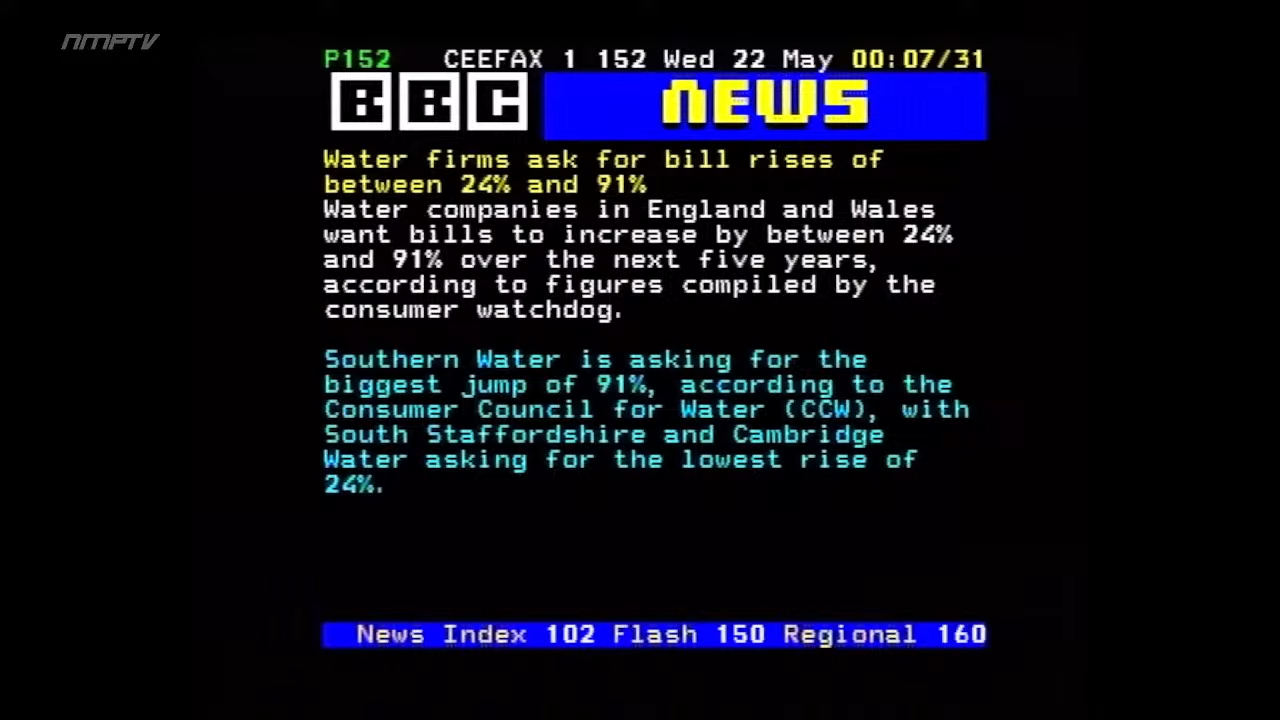 NMPTV
P152 CEEFAX 1 152 Wed 22 May 00:07/31
BBC NEWS
Water firms ask for bill rises of
between 24% and 91%
Water companies in England and Wales
want bills to increase by between 24%
and 91% over the next five years,
according to figures compiled by the
consumer watchdog.
Southern Water is asking for the
biggest jump of 91%, according to the
Consumer Council for Water (CCW), with
South Staffordshire and Cambridge
Water asking for the lowest rise of
24%.
News Index 102 Flash 150 Regional 160